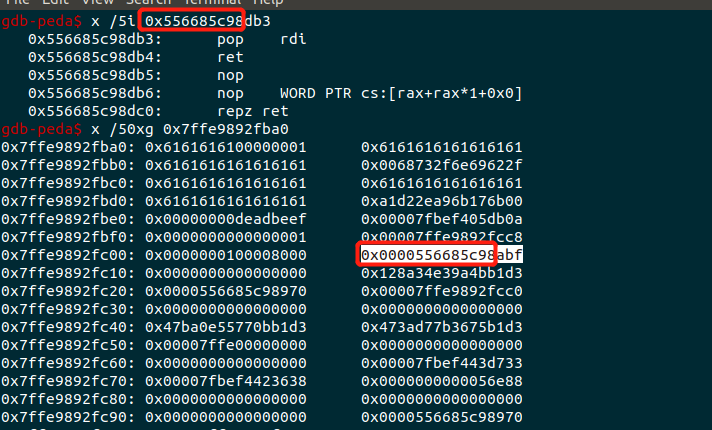 File Edit View Search Terminal Help
gdb-peda$ x /5i 0x556685c98db3
0x556685c98db3: pop rdi
0x556685c98db4: ret
0x556685c98db5: nop
0x556685c98db6: nop WORD PTR cs:[rax+rax*1+0x0]
0x556685c98dc0: repz ret
gdb-peda$ x /50xg 0x7ffe9892fba0
0x7ffe9892fba0: 0x6161616100000001 0x6161616161616161
0x7ffe9892fbb0: 0x6161616161616161 0x0068732f6e69622f
0x7ffe9892fbc0: 0x6161616161616161 0x6161616161616161
0x7ffe9892fbd0: 0x6161616161616161 0xa1d22ea96b176b00
0x7ffe9892fbe0: 0x00000000deadbeef 0x00007fbef405db0a
0x7ffe9892fbf0: 0x0000000000000001 0x00007ffe9892fcc8
0x7ffe9892fc00: 0x0000000100008000 0x0000556685c98abf
0x7ffe9892fc10: 0x0000000000000000 0x128a34e39a4bb1d3
0x7ffe9892fc20: 0x0000556685c98970 0x00007ffe9892fcc0
0x7ffe9892fc30: 0x0000000000000000 0x0000000000000000
0x7ffe9892fc40: 0x47ba0e55770bb1d3 0x473ad77b3675b1d3
0x7ffe9892fc50: 0x00007ffe00000000 0x0000000000000000
0x7ffe9892fc60: 0x0000000000000000 0x00007fbef443d733
0x7ffe9892fc70: 0x00007fbef4423638 0x0000000000056e88
0x7ffe9892fc80: 0x0000000000000000 0x0000000000000000
0x7ffe9892fc90: 0x0000000000000000 0x0000556685c98970